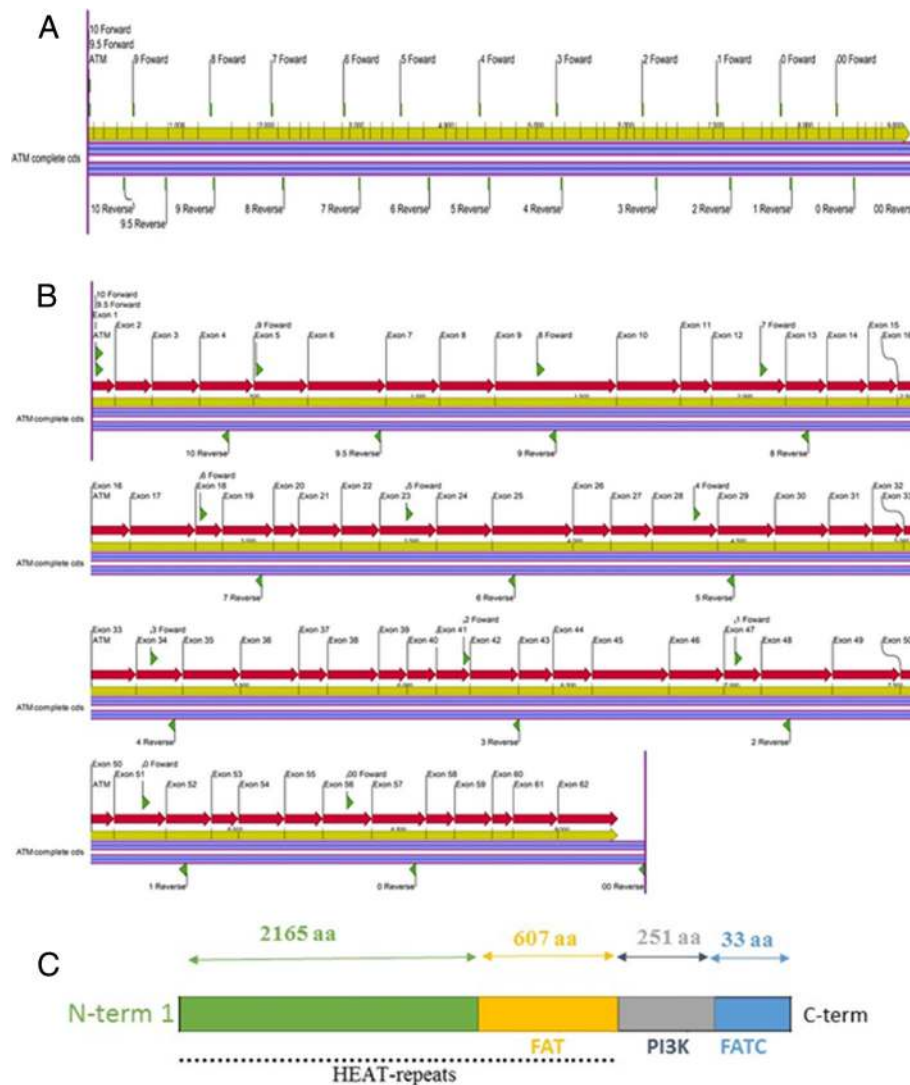 A
10 Forward
9.5 Forward
ATM
9 Foward
8 Foward
7 Foward
6 Foward
5 Foward
4 Foward
3 Foward
2 Foward
1 Foward
0 Foward
00 Foward
ATM complete cds
10 Reverse
9.5 Reverse
9 Reverse
8 Reverse
7 Reverse
6 Reverse
5 Reverse
4 Reverse
3 Reverse
2 Reverse
1 Reverse
0 Reverse
00 Revers
B
10 Forward
9.5 Forward
Exon 1
ATM
Exon 2
Exon 3
Exon 4
9 Foward
Exon 5
Exon 6
Exon 7
Exon 8
Exon 9
8 Foward
Exon 10
Exon 11
Exon 12
7 Foward
Exon 13
Exon 14
Exon 15
Exon 16
ATM complete cds
10 Reverse
9.5 Reverse
9 Reverse
8 Reverse
Exon 16
ATM
Exon 17
6 Foward
Exon 18
Exon 19
Exon 20
Exon 21
Exon 22
Exon 23
5 Foward
Exon 24
Exon 25
Exon 26
Exon 27
Exon 28
4 Foward
Exon 29
Exon 30
Exon 31
Exon 32
Exon 33
ATM complete cds
7 Reverse
6 Reverse
5 Reverse
Exon 33
ATM
Exon 34
3 Foward
Exon 35
Exon 36
Exon 37
Exon 38
Exon 39
Exon 40
Exon 41
2 Foward
Exon 42
Exon 43
Exon 44
Exon 45
Exon 46
1 Foward
Exon 47
Exon 48
Exon 49
Exon 50
ATM complete cds
4 Reverse
3 Reverse
2 Reverse
Exon 50
ATM
Exon 51
0 Foward
Exon 52
Exon 53
Exon 54
Exon 55
00 Foward
Exon 56
Exon 57
Exon 58
Exon 59
Exon 60
Exon 61
Exon 62
ATM complete cds
1 Reverse
0 Reverse
00 Reverse
C
2165 aa
607 aa
251 aa
33 aa
N-term 1
C-term
FAT
PI3K
FATC
HEAT-repeats